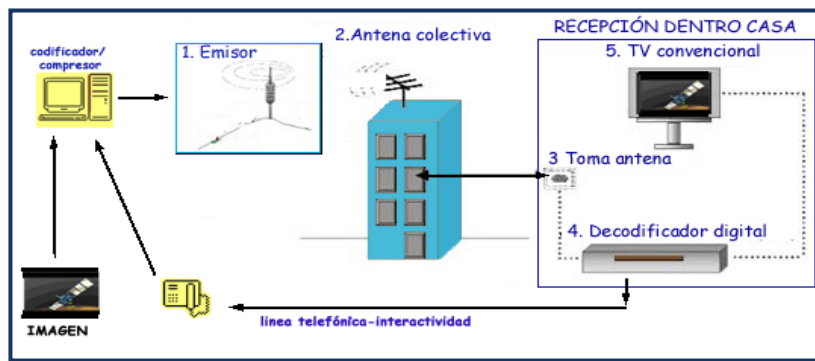 RECEPCIÓN DENTRO CASA
codificador/
compresor
1. Emisor
2.Antena colectiva
5. TV convencional
3 Toma antena
4. Decodificador digital
IMAGEN
linea telefónica-interactividad